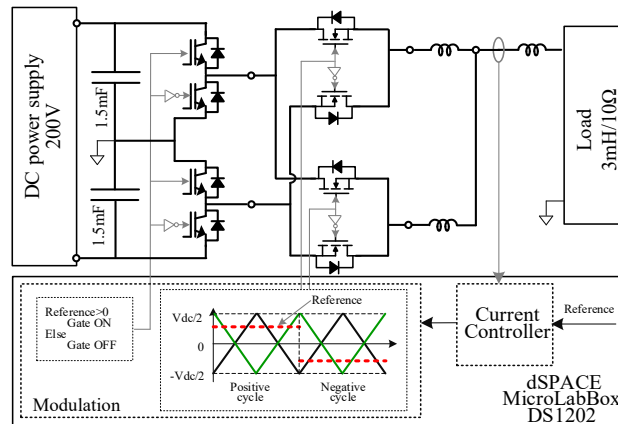 DC power supply
200V
1.5mF
1.5mF
Load
3mH/10Ω
Reference>0
Gate ON
Else
Gate OFF
Modulation
Vdc/2
0
-Vdc/2
Reference
Positive
cycle
Negative
cycle
Current
Controller
Reference
dSPACE
MicroLabBox
DS1202